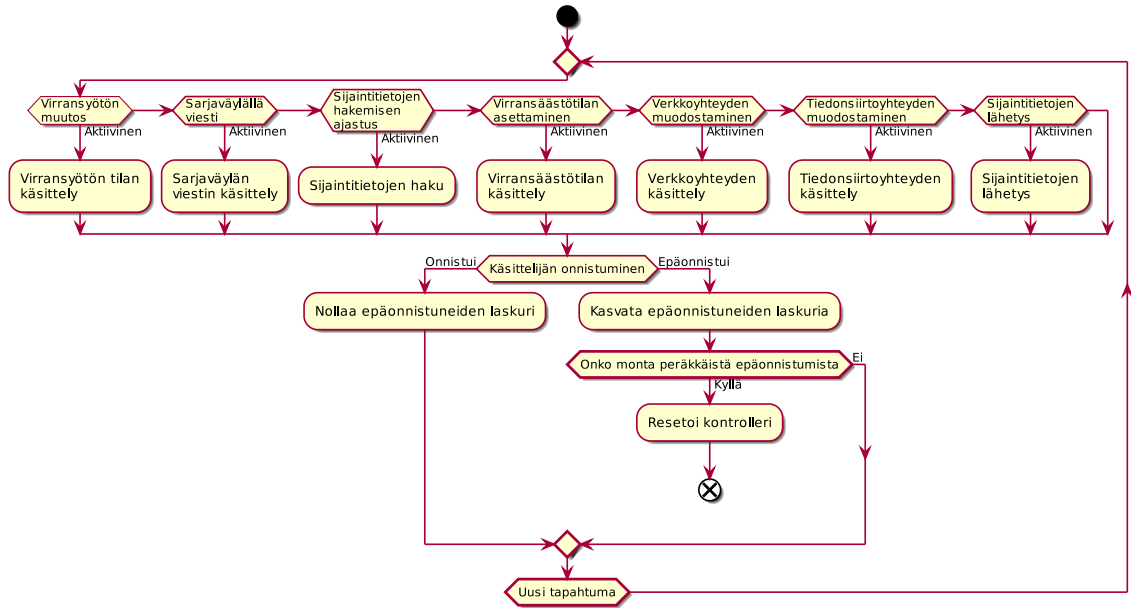 Virransyötön
muutos
Aktiivinen
Sarjaväylällä
viesti
Aktiivinen
Sijaintitietojen
hakemisen
ajastus
Aktiivinen
Virransäästötilan
asettaminen
Aktiivinen
Verkkoyhteyden
muodostaminen
Aktiivinen
Tiedonsiirtoyhteyden
muodostaminen
Aktiivinen
Sijaintitietojen
lähetys
Aktiivinen
Virransyötön tilan
käsittely
Sarjaväylän
viestin käsittely
Sijaintitietojen haku
Virransäästötilan
käsittely
Verkkoyhteyden
käsittely
Tiedonsiirtoyhteyden
käsittely
Sijaintitietojen
lähetys
Onnistui
Käsittelijän onnistuminen
Epäonnistui
Nollaa epäonnistuneiden laskuri
Kasvata epäonnistuneiden laskuria
Onko monta peräkkäistä epäonnistumista
Ei
Kyllä
Resetoi kontrolleri
Uusi tapahtuma